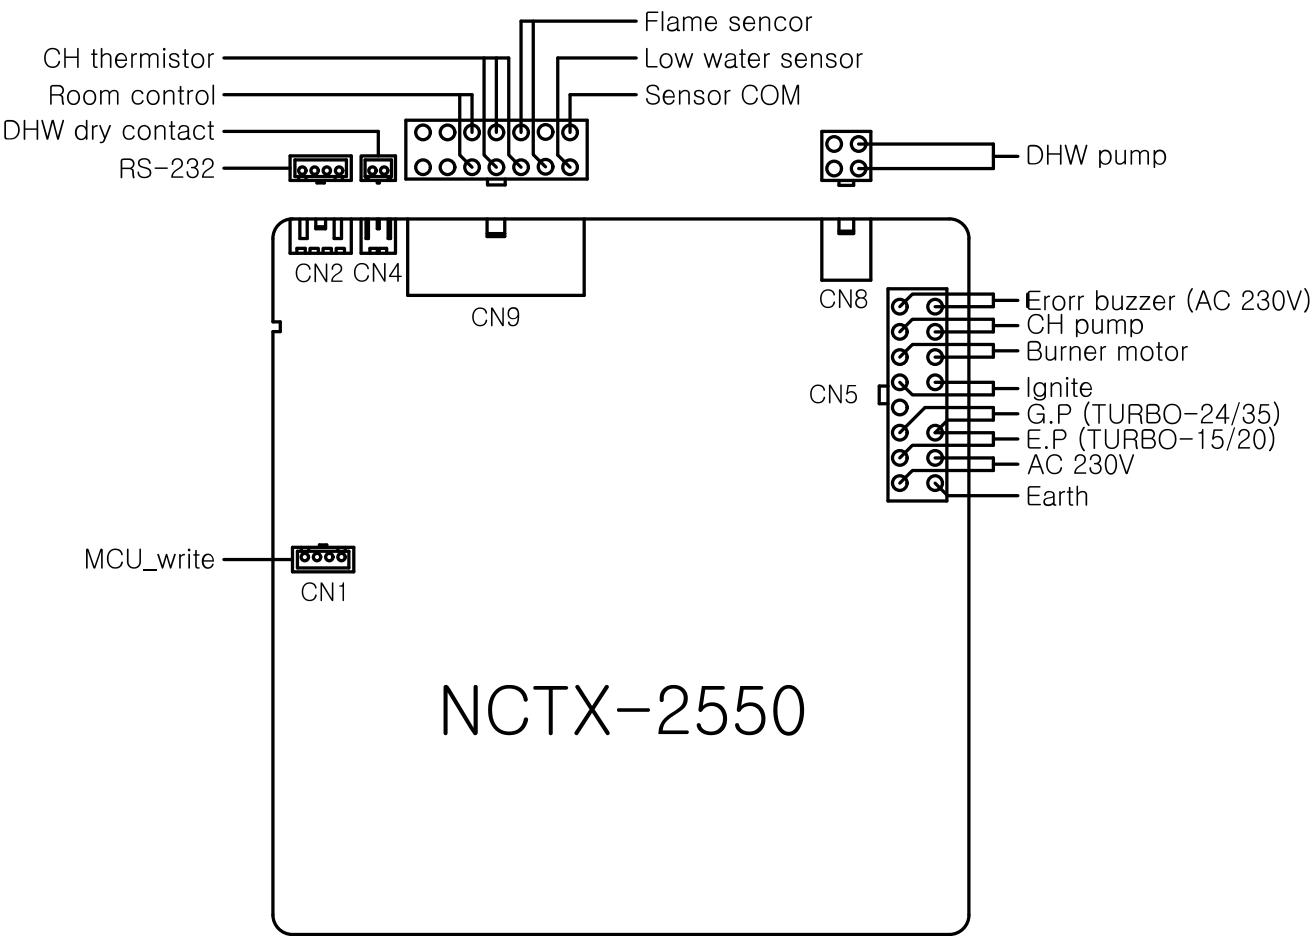 Flame sencor
CH thermistor
Low water sensor
Room control
Sensor COM
DHW dry contact
RS-232
DHW pump
CN2
CN4
CN9
CN8
Erorr buzzer (AC 230V)
CH pump
Burner motor
CN5
Ignite
G.P (TURBO-24/35)
E.P (TURBO-15/20)
AC 230V
Earth
MCU_write
CN1
NCTX-2550